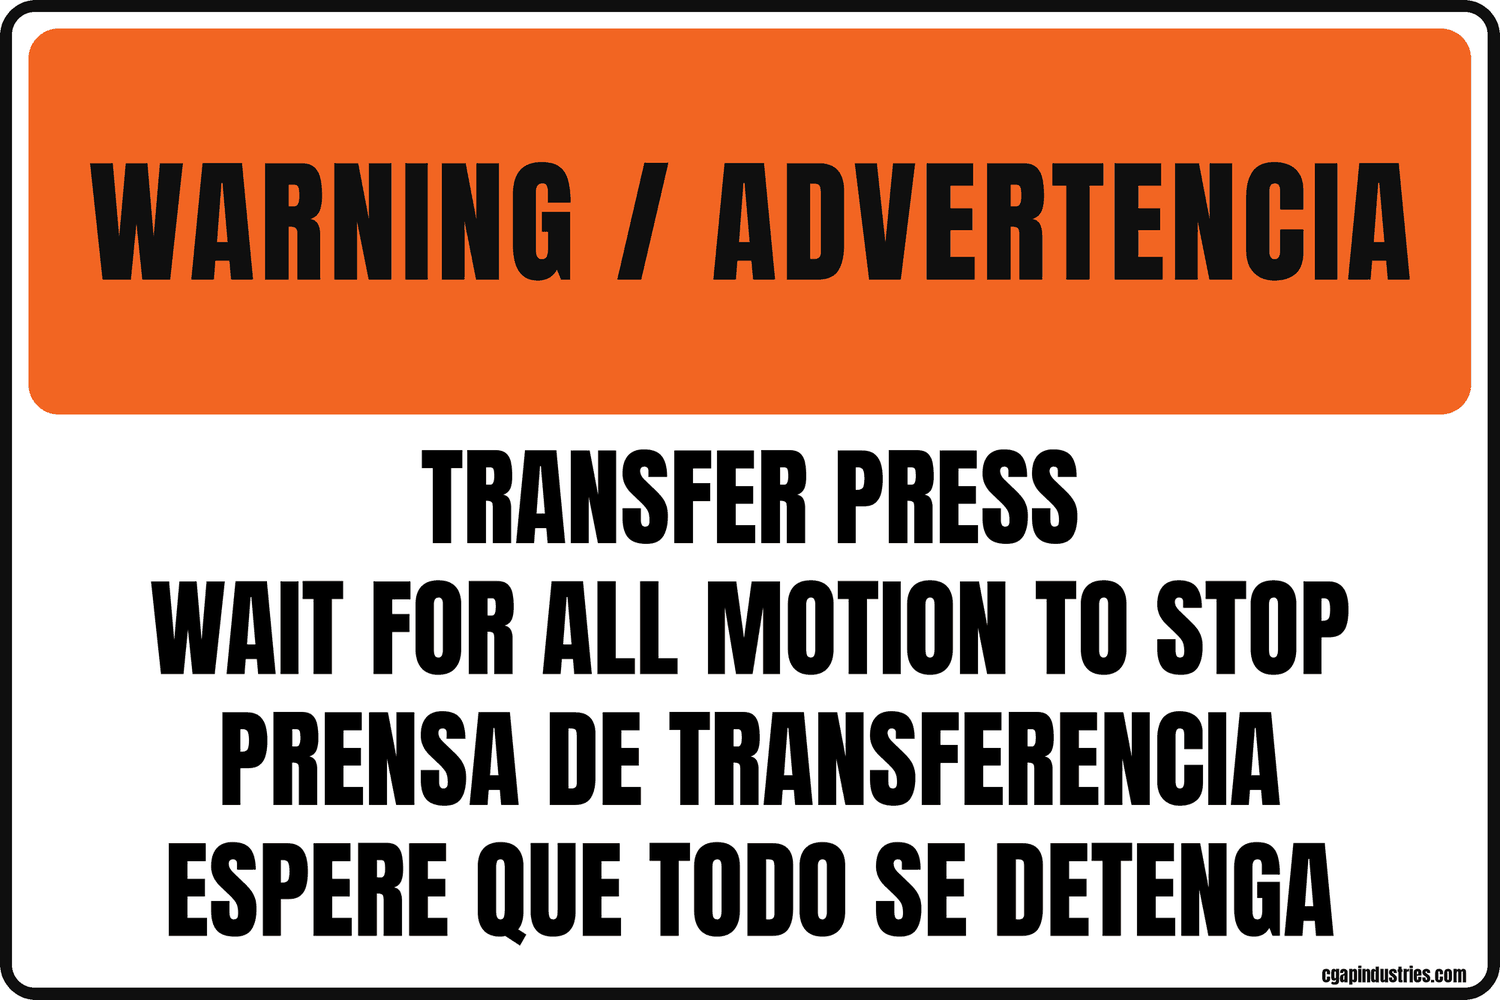 WARNING / ADVERTENCIA
TRANSFER PRESS
WAIT FOR ALL MOTION TO STOP
PRENSA DE TRANSFERENCIA
ESPERE QUE TODO SE DETENGA
cgapindustries.com